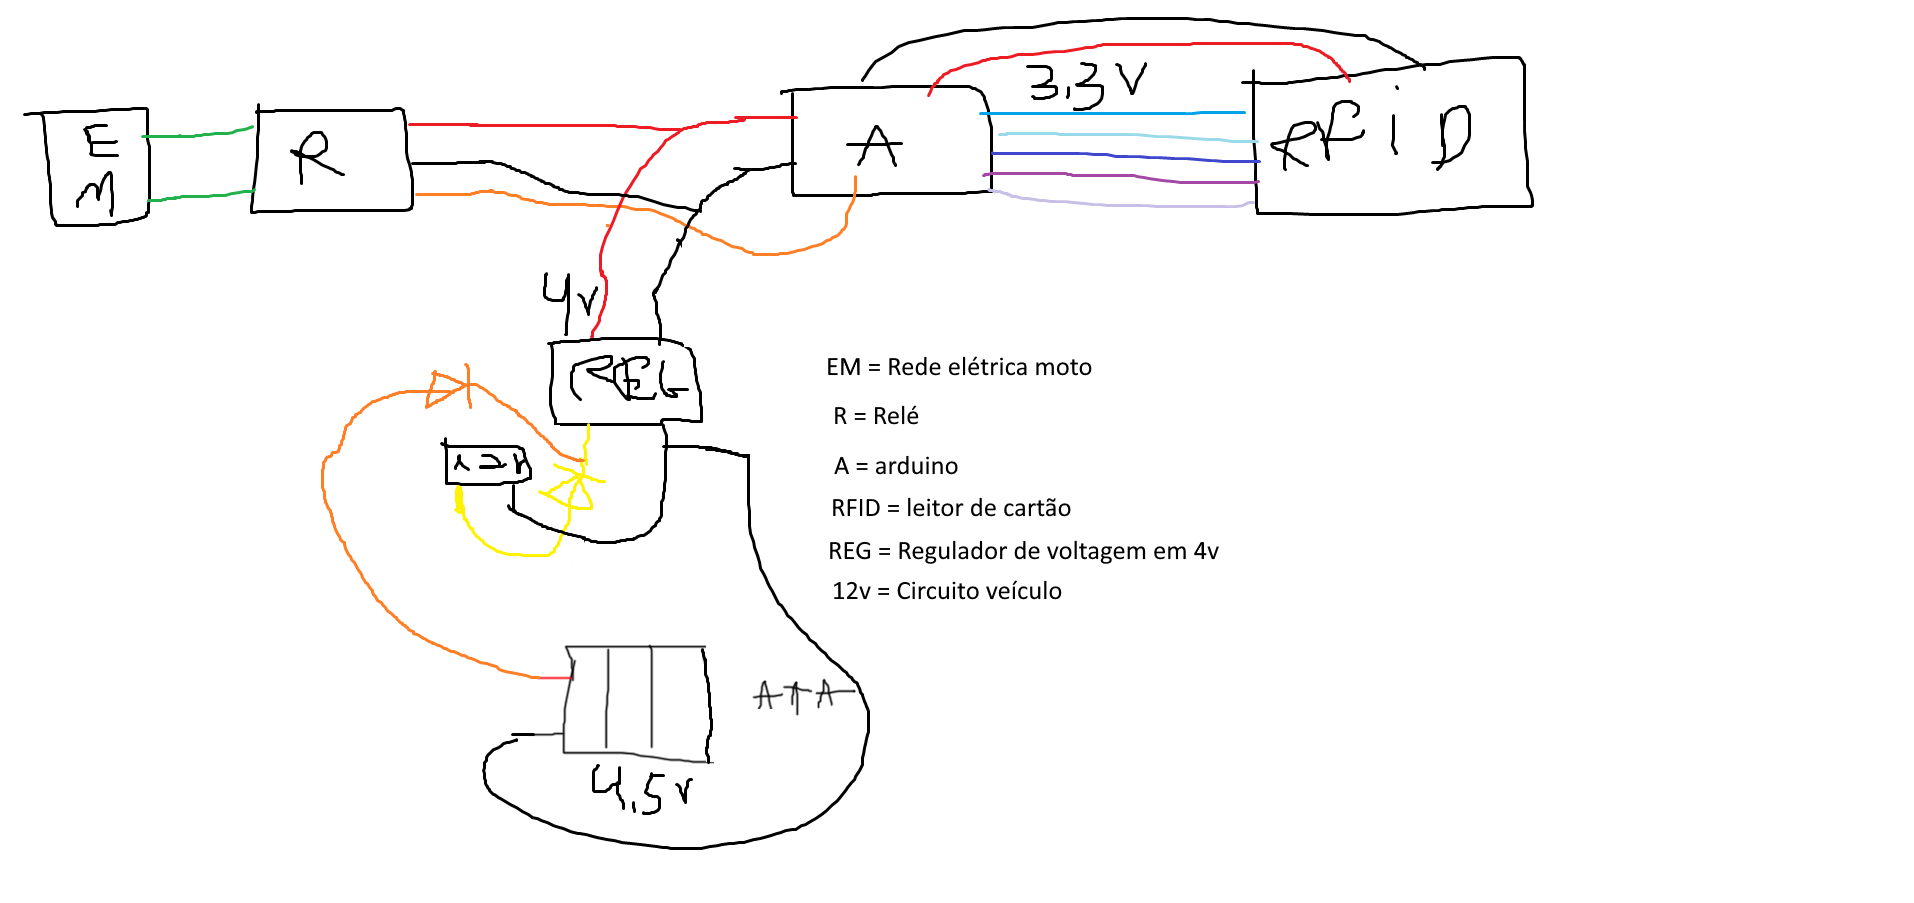 3.3V
E
M
R
A
RFiD
4v
REG
12v
EM = Rede elétrica moto
R = Relé
A = arduino
RFID = leitor de cartão
REG = Regulador de voltagem em 4v
12v = Circuito veículo
AAA
4.5v